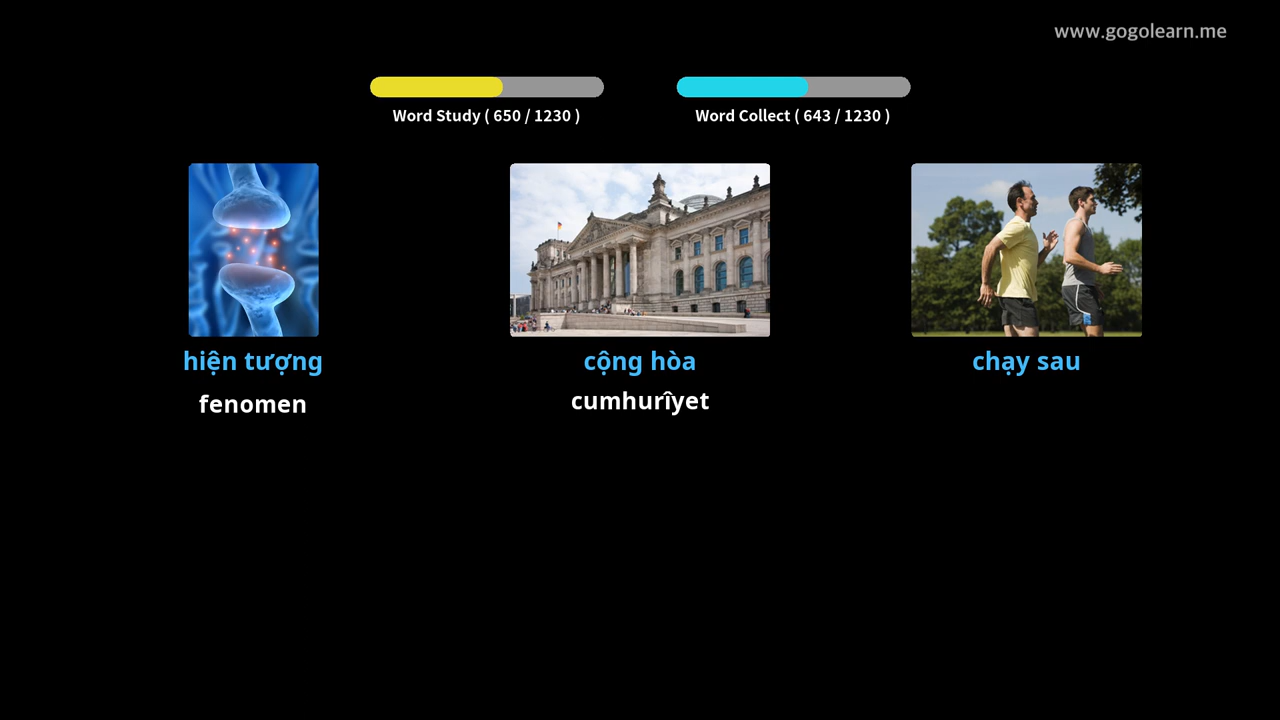 www.gogolearn.me
Word Study ( 650 / 1230 )
Word Collect ( 643 / 1230 )
hiện tượng
cộng hòa
chạy sau
fenomen
cumhurîyet